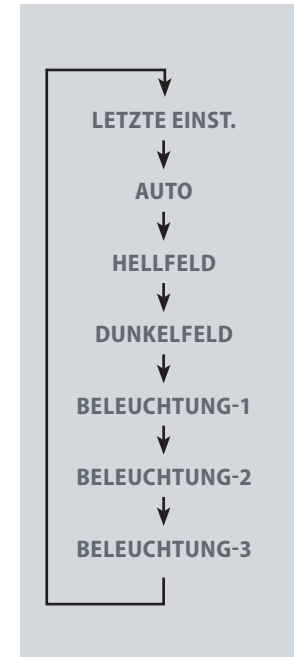 LETZTE EINST.
AUTO
HELLFELD
DUNKELFELD
BELEUCHTUNG-1
BELEUCHTUNG-2
BELEUCHTUNG-3